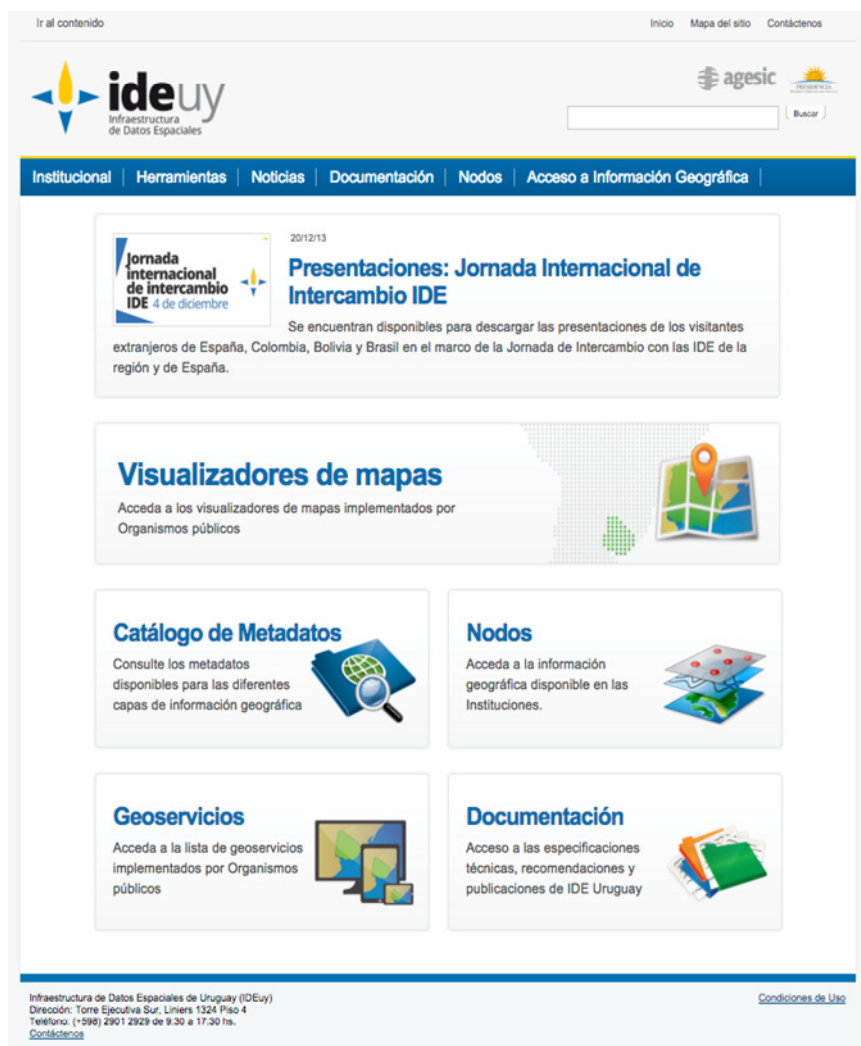 Ir al contenido
Inicio Mapa del sitio Contáctenos
ideuy
Infraestructura
de Datos Espaciales
agesic
PRESIDENCIA
Buscar
Institucional | Herramientas | Noticias | Documentación | Nodos | Acceso a Información Geográfica |
Jornada
internacional
de intercambio
IDE 4 de diciembre
20/12/13
Presentaciones: Jornada Internacional de
Intercambio IDE
Se encuentran disponibles para descargar las presentaciones de los visitantes
extranjeros de España, Colombia, Bolivia y Brasil en el marco de la Jornada de Intercambio con las IDE de la
región y de España.
Visualizadores de mapas
Acceda a los visualizadores de mapas implementados por
Organismos públicos
Catálogo de Metadatos
Consulte los metadatos
disponibles para las diferentes
capas de información geográfica
Nodos
Acceda a la información
geográfica disponible en las
Instituciones.
Geoservicios
Acceda a la lista de geoservicios
implementados por Organismos
públicos
Documentación
Acceso a las especificaciones
técnicas, recomendaciones y
publicaciones de IDE Uruguay
Infraestructura de Datos Espaciales de Uruguay (IDEuy)
Dirección: Torre Ejecutiva Sur, Liniers 1324 Piso 4
Teléfono: (+598) 2901 2929 de 9:30 a 17:30 hs.
Contáctenos
Condiciones de Uso